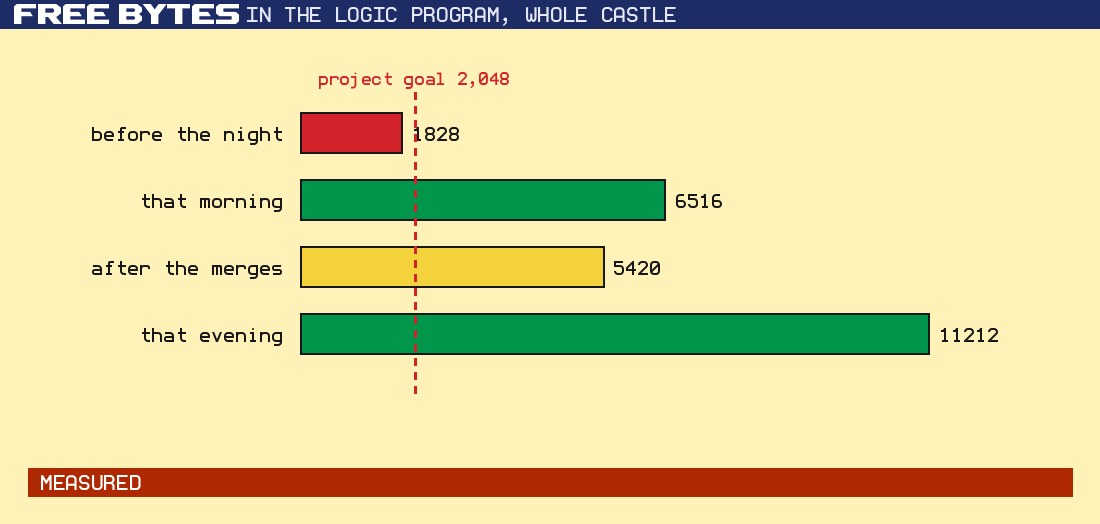 FREE BYTES IN THE LOGIC PROGRAM, WHOLE CASTLE
project goal 2,048
before the night 1828
that morning 6516
after the merges 5420
that evening 11212
MEASURED